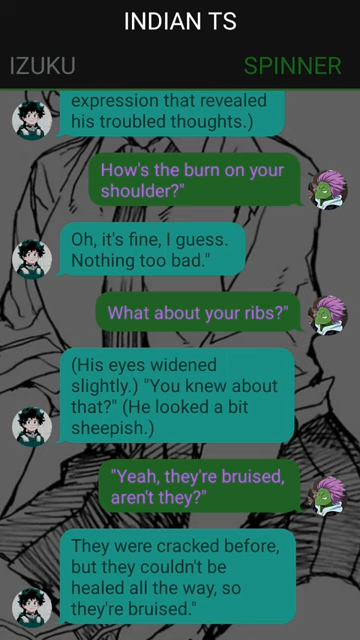 INDIAN TS
IZUKU
SPINNER
expression that revealed
his troubled thoughts.)
How's the burn on your
shoulder?"
Oh, it's fine, I guess.
Nothing too bad."
What about your ribs?"
(His eyes widened
slightly.) "You knew about
that?" (He looked a bit
sheepish.)
"Yeah, they're bruised,
aren't they?"
They were cracked before,
but they couldn't be
healed all the way, so
they're bruised."